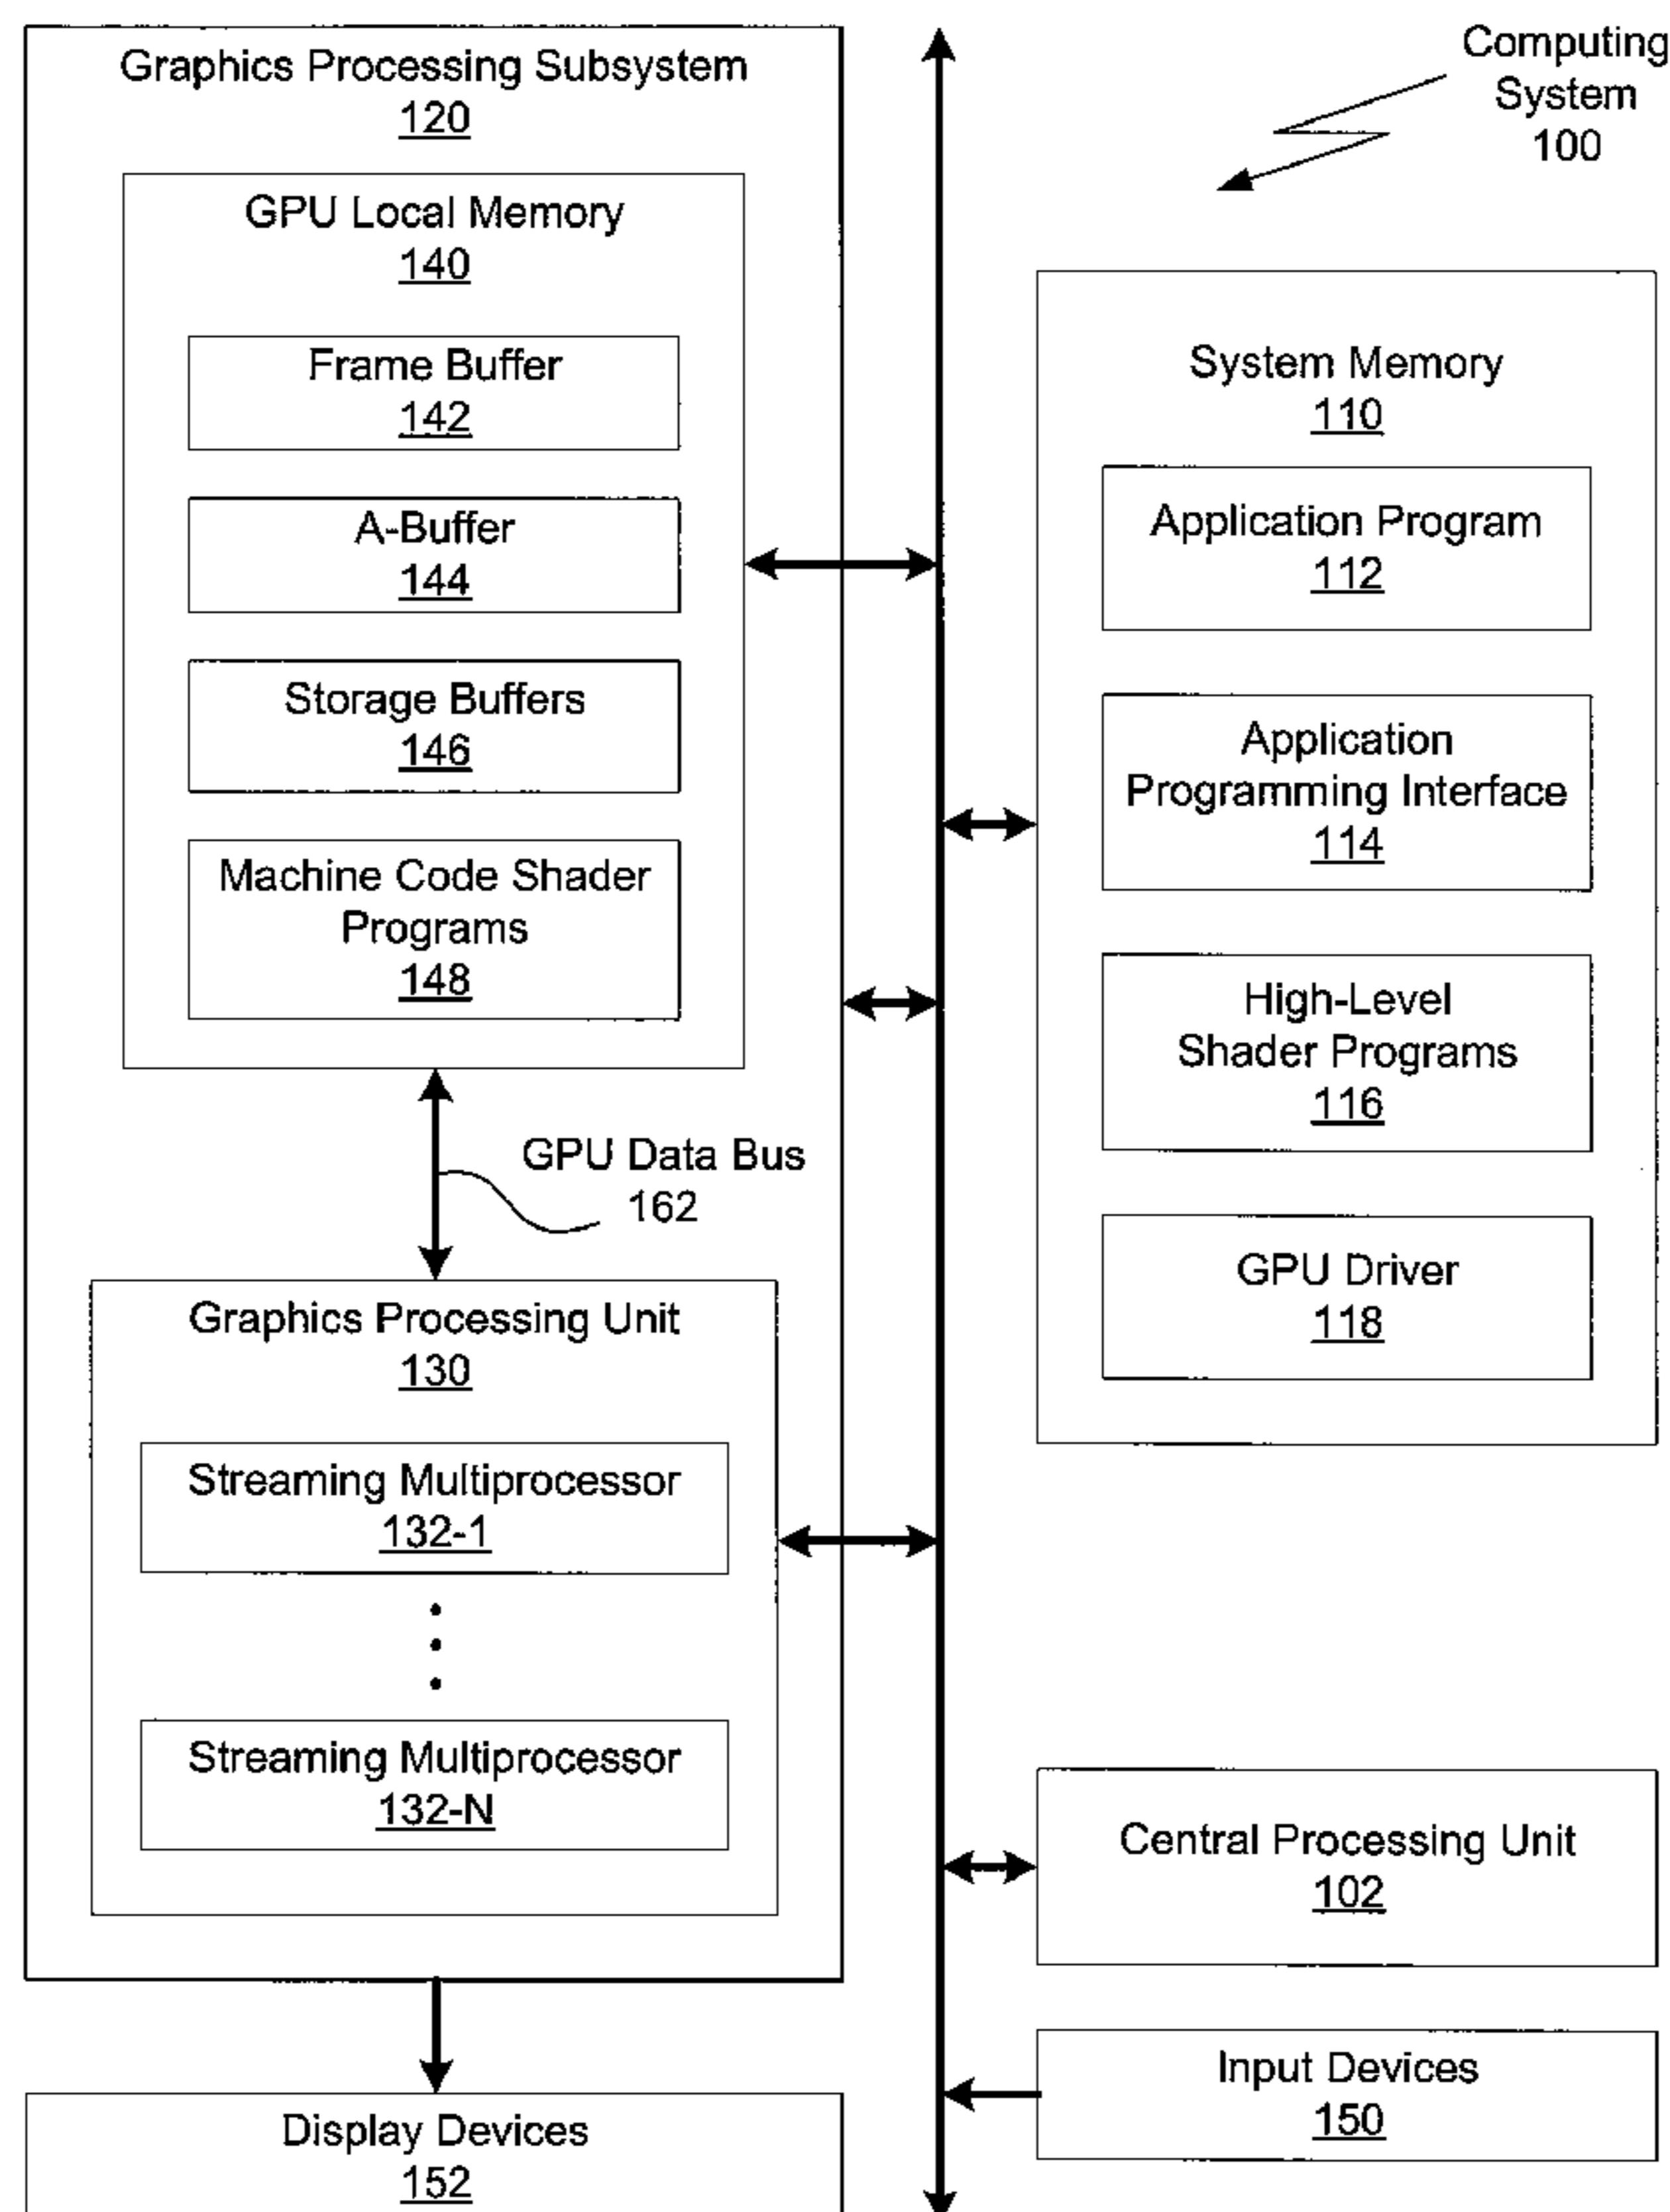 Graphics Processing Subsystem
120
GPU Local Memory
140
Frame Buffer
142
A-Buffer
144
Storage Buffers
146
Machine Code Shader
Programs
148
GPU Data Bus
162
Graphics Processing Unit
130
Streaming Multiprocessor
132-1
Streaming Multiprocessor
132-N
Display Devices
152
Computing
System
100
System Memory
110
Application Program
112
Application
Programming Interface
114
High-Level
Shader Programs
116
GPU Driver
118
Central Processing Unit
102
Input Devices
150